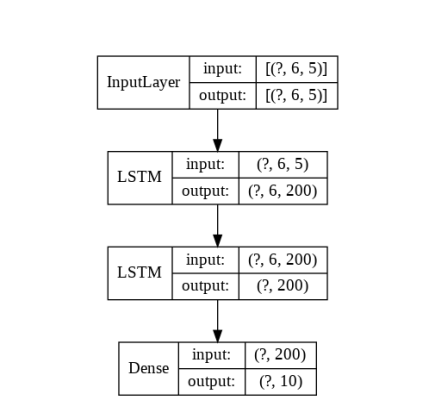 InputLayer
input: [(?, 6, 5)]
output: [(?, 6, 5)]
LSTM
input: (?, 6, 5)
output: (?, 6, 200)
LSTM
input: (?, 6, 200)
output: (?, 200)
Dense
input: (?, 200)
output: (?, 10)